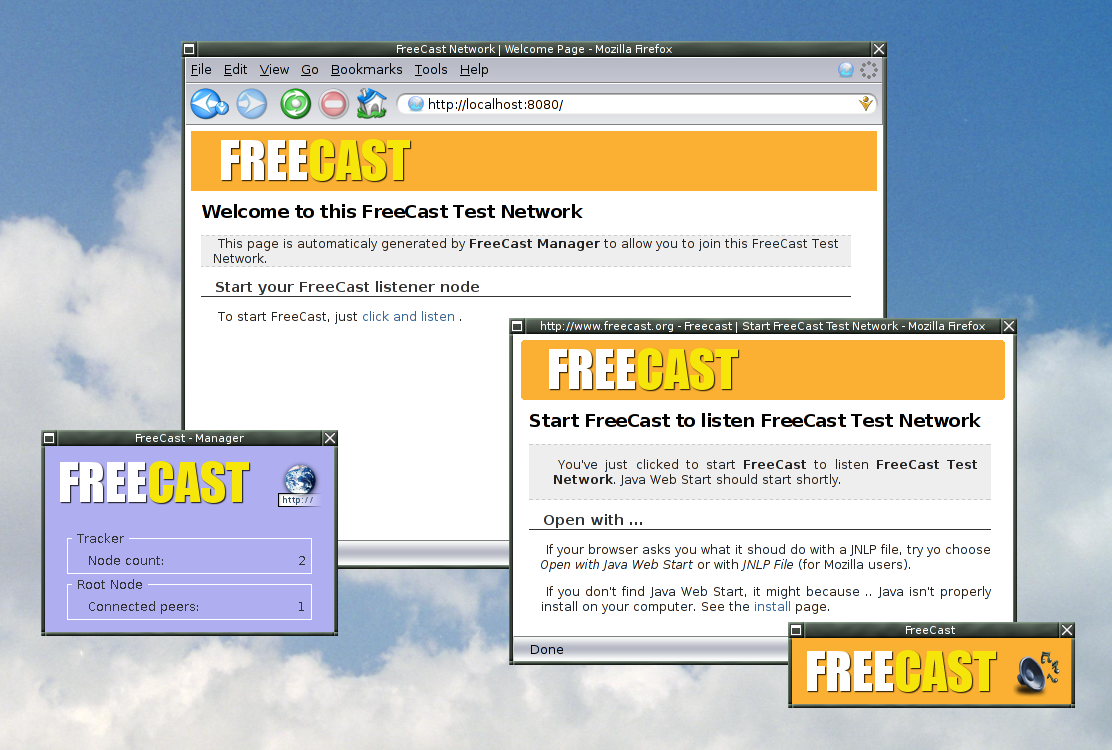 FreeCast Network | Welcome Page - Mozilla Firefox
File Edit View Go Bookmarks Tools Help
http://localhost:8080/
FREECAST
Welcome to this FreeCast Test Network
This page is automaticaly generated by FreeCast Manager to allow you to join this FreeCast Test
Network.
Start your FreeCast listener node
To start FreeCast, just click and listen .
http://www.freecast.org - Freecast | Start FreeCast Test Network - Mozilla Firefox
FREECAST
Start FreeCast to listen FreeCast Test Network
You've just clicked to start FreeCast to listen FreeCast Test
Network. Java Web Start should start shortly.
Open with ...
If your browser asks you what it shoud do with a JNLP file, try yo choose
Open with Java Web Start or with JNLP File (for Mozilla users).
If you don't find Java Web Start, it might because .. Java isn't properly
install on your computer. See the install page.
Done
FreeCast - Manager
FREECAST
http://
Tracker
Node count: 2
Root Node
Connected peers: 1
FreeCast
FREECAST